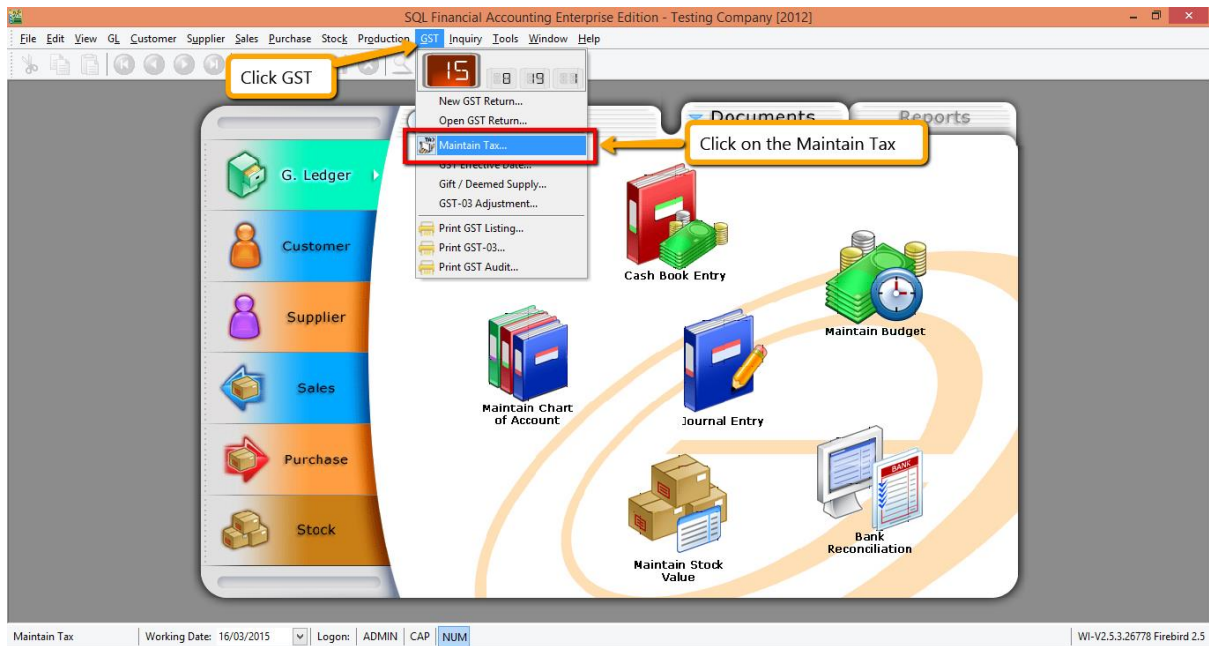 SQL Financial Accounting Enterprise Edition - Testing Company [2012]
File Edit View GL Customer Supplier Sales Purchase Stock Production GST Inquiry Tools Window Help
Click GST
15 8 19 1
New GST Return...
Open GST Return...
Maintain Tax...
GST Effective Date...
Gift / Deemed Supply...
GST-03 Adjustment...
Print GST Listing...
Print GST-03...
Print GST Audit...
Click on the Maintain Tax
Documents
Reports
G. Ledger
Customer
Supplier
Sales
Purchase
Stock
Cash Book Entry
Maintain Budget
Maintain Chart
of Account
Journal Entry
BANK
Maintain Stock
Value
Bank
Reconciliation
Maintain Tax Working Date: 16/03/2015 Logon: ADMIN CAP NUM WI-V2.5.3.26778 Firebird 2.5